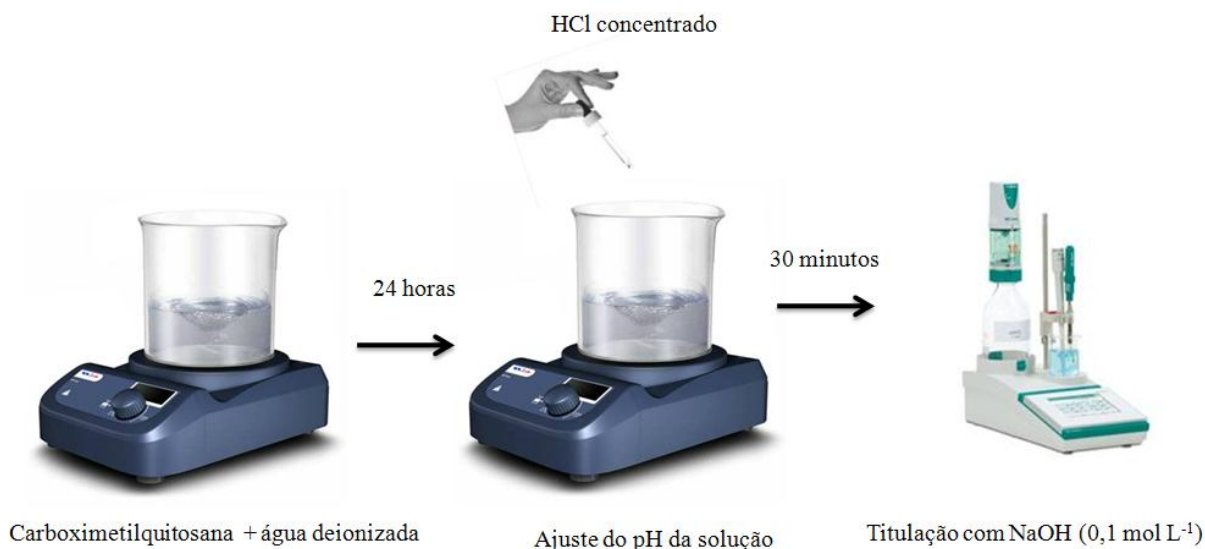 HCl concentrado
24 horas
30 minutos
Carboximetilquitosana + água deionizada
Ajuste do pH da solução
Titulação com NaOH (0,1 mol L⁻¹)